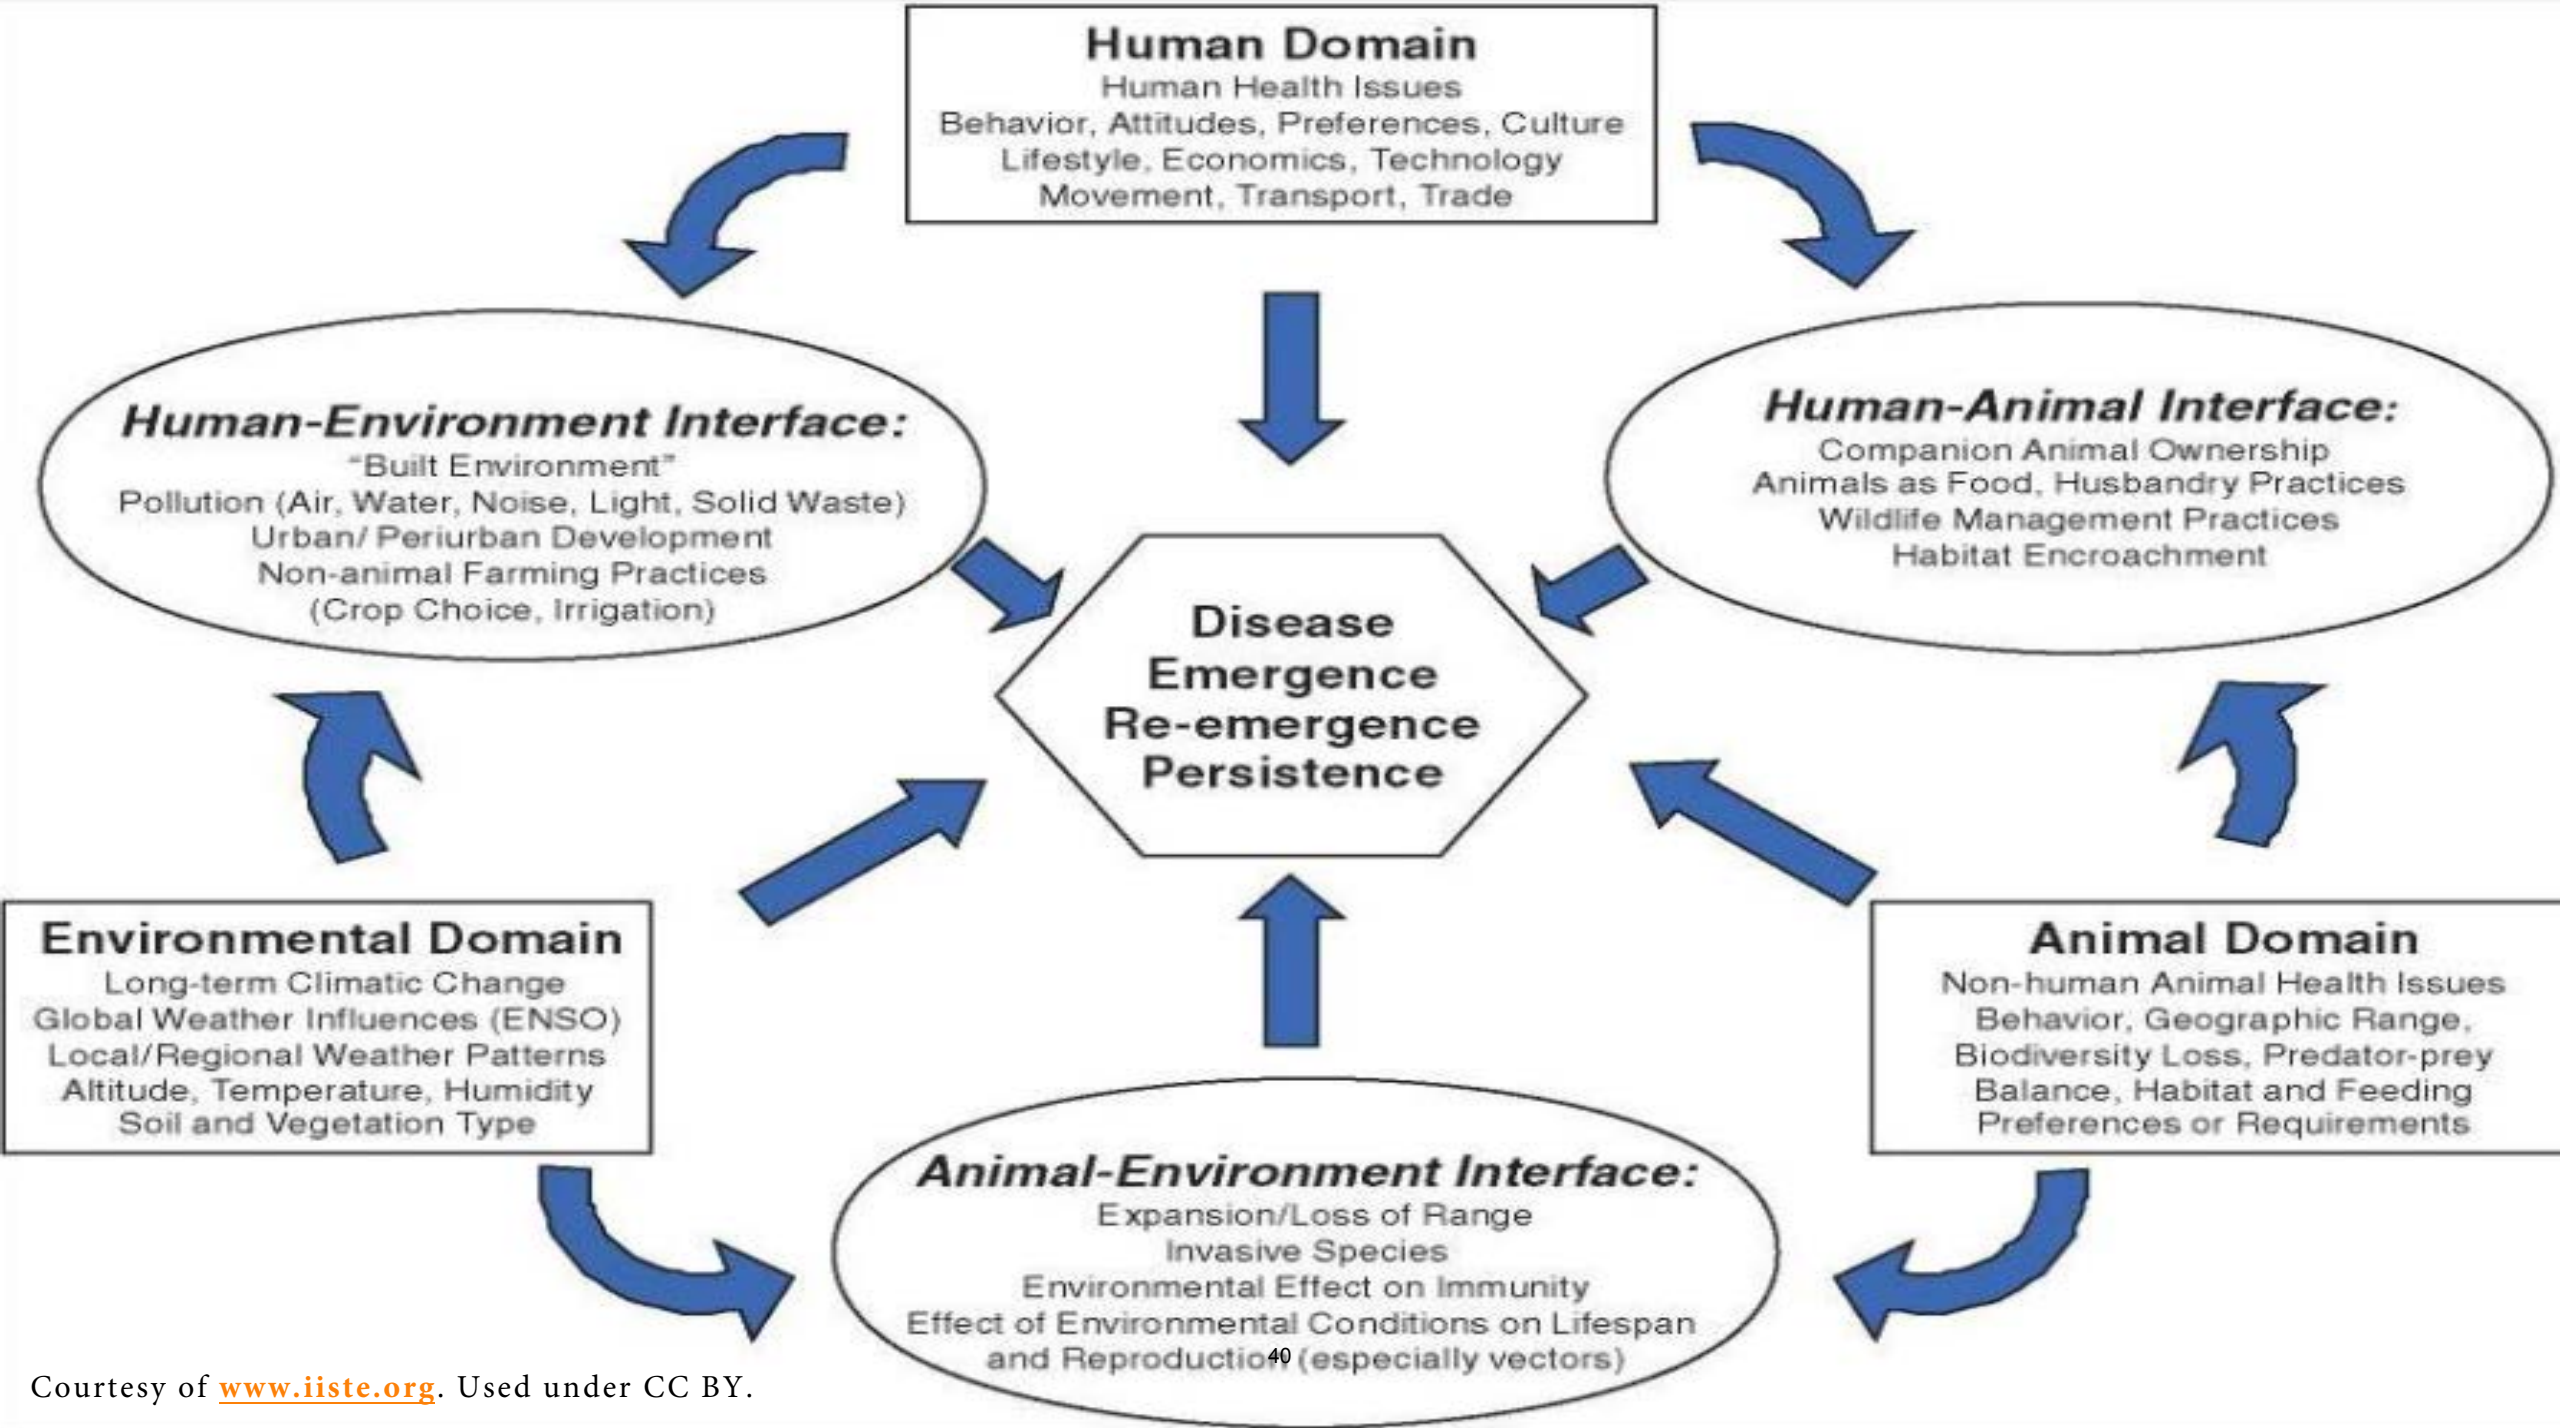 Human Domain
Human Health Issues
Behavior, Attitudes, Preferences, Culture
Lifestyle, Economics, Technology
Movement, Transport, Trade
Human-Environment Interface:
“Built Environment”
Pollution (Air, Water, Noise, Light, Solid Waste)
Urban/ Periurban Development
Non-animal Farming Practices
(Crop Choice, Irrigation)
Human-Animal Interface:
Companion Animal Ownership
Animals as Food, Husbandry Practices
Wildlife Management Practices
Habitat Encroachment
Disease
Emergence
Re-emergence
Persistence
Environmental Domain
Long-term Climatic Change
Global Weather Influences (ENSO)
Local/Regional Weather Patterns
Altitude, Temperature, Humidity
Soil and Vegetation Type
Animal Domain
Non-human Animal Health Issues
Behavior, Geographic Range,
Biodiversity Loss, Predator-prey
Balance, Habitat and Feeding
Preferences or Requirements
Animal-Environment Interface:
Expansion/Loss of Range
Invasive Species
Environmental Effect on Immunity
Effect of Environmental Conditions on Lifespan
and Reproduction (especially vectors)
40
Courtesy of www.iiste.org. Used under CC BY.